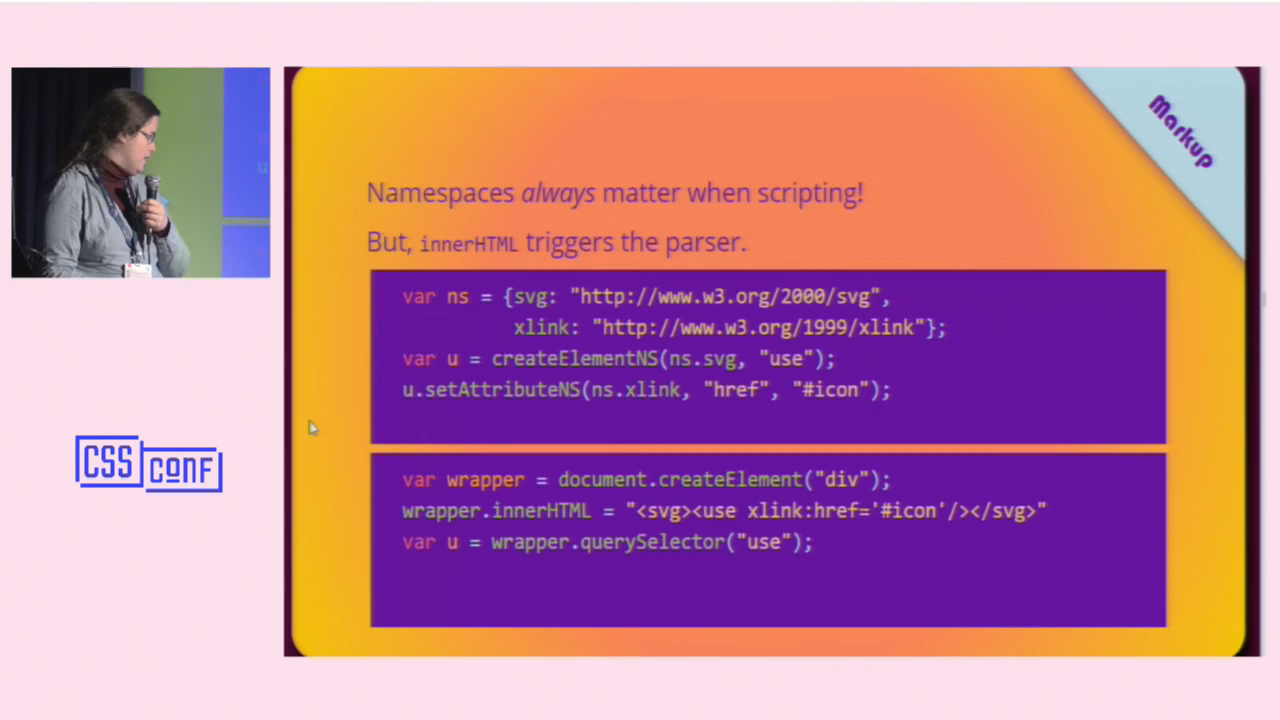 Markup
Namespaces always matter when scripting!
But, innerHTML triggers the parser.
var ns = {svg: "http://www.w3.org/2000/svg",
xlink: "http://www.w3.org/1999/xlink"};
var u = createElementNS(ns.svg, "use");
u.setAttributeNS(ns.xlink, "href", "#icon");
var wrapper = document.createElement("div");
wrapper.innerHTML = "<svg><use xlink:href='#icon'/></svg>"
var u = wrapper.querySelector("use");
CSS
CONF